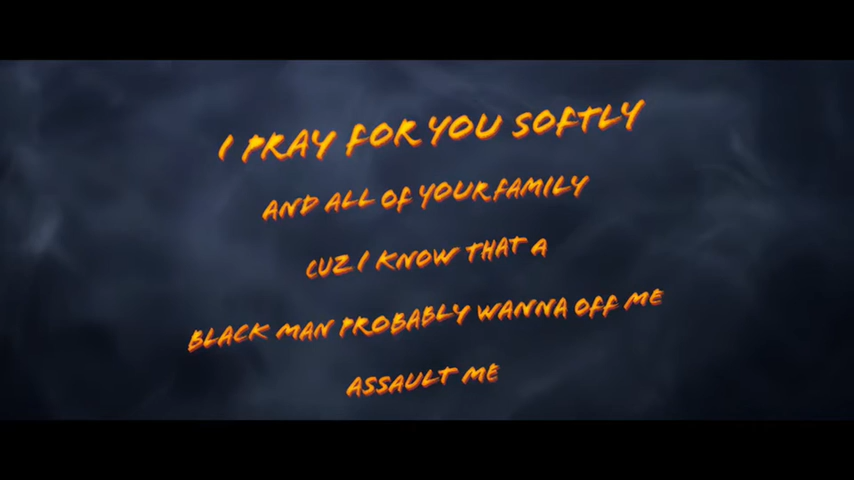 I PRAY FOR YOU SOFTLY
AND ALL OF YOUR FAMILY
CUZ I KNOW THAT A
BLACK MAN PROBABLY WANNA OFF ME
ASSAULT ME